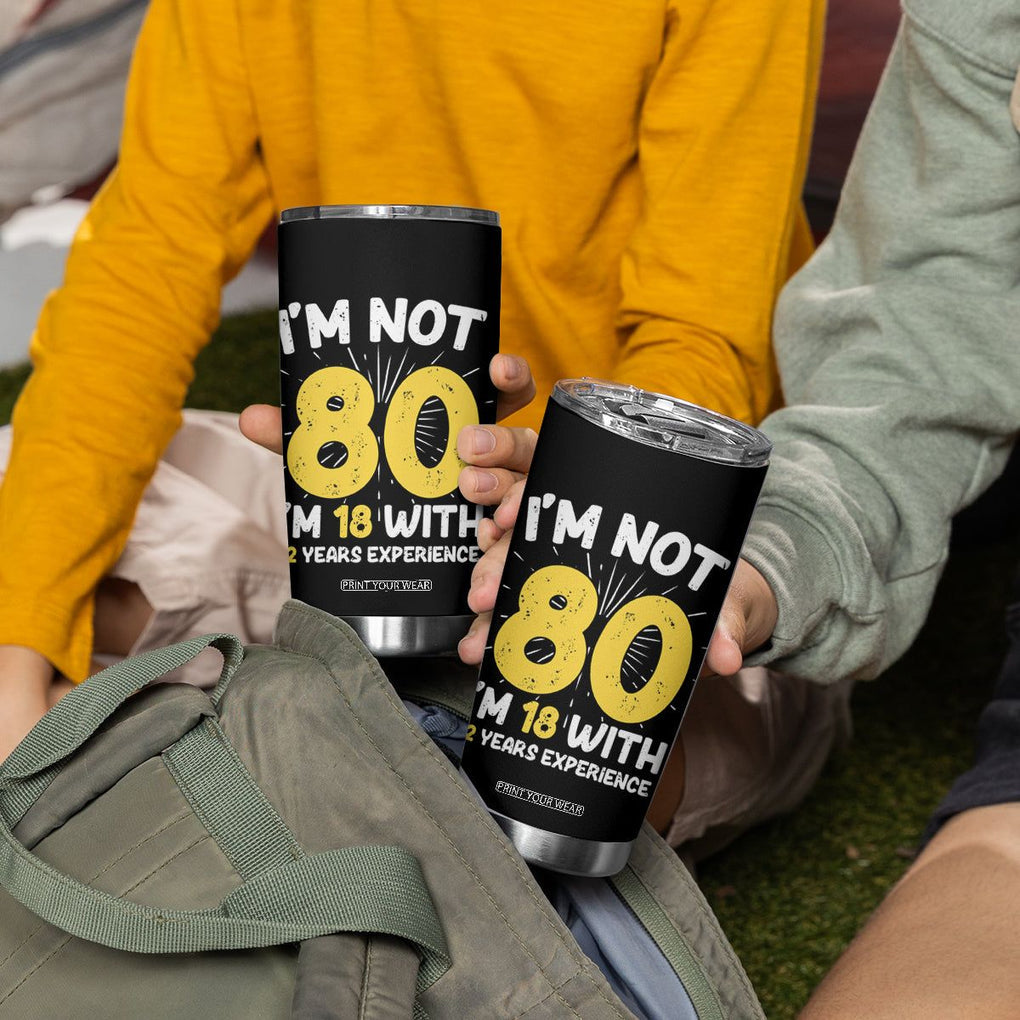 I'M NOT
80
I'M 18 WITH
2 YEARS EXPERIENCE
PRINT YOUR WEAR
I'M NOT
80
I'M 18 WITH
2 YEARS EXPERIENCE
PRINT YOUR WEAR